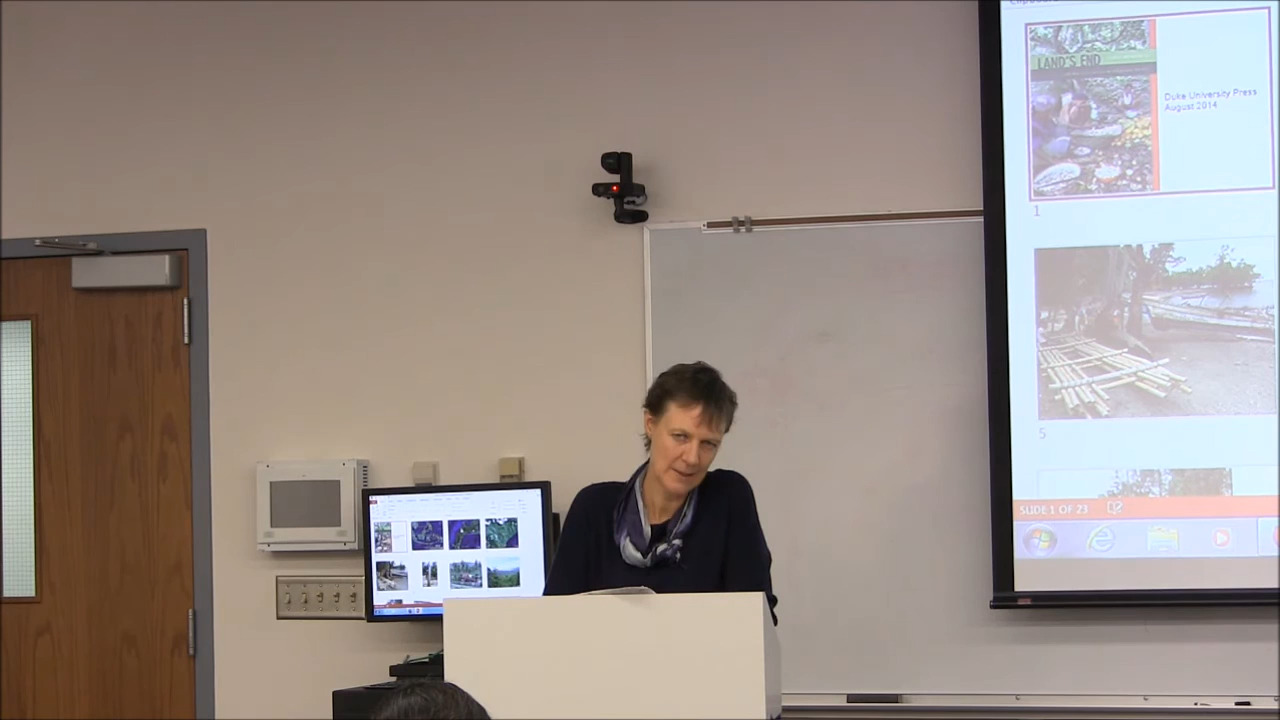 LAND'S END
Duke University Press
August 2014
1
5
SLIDE 1 OF 23